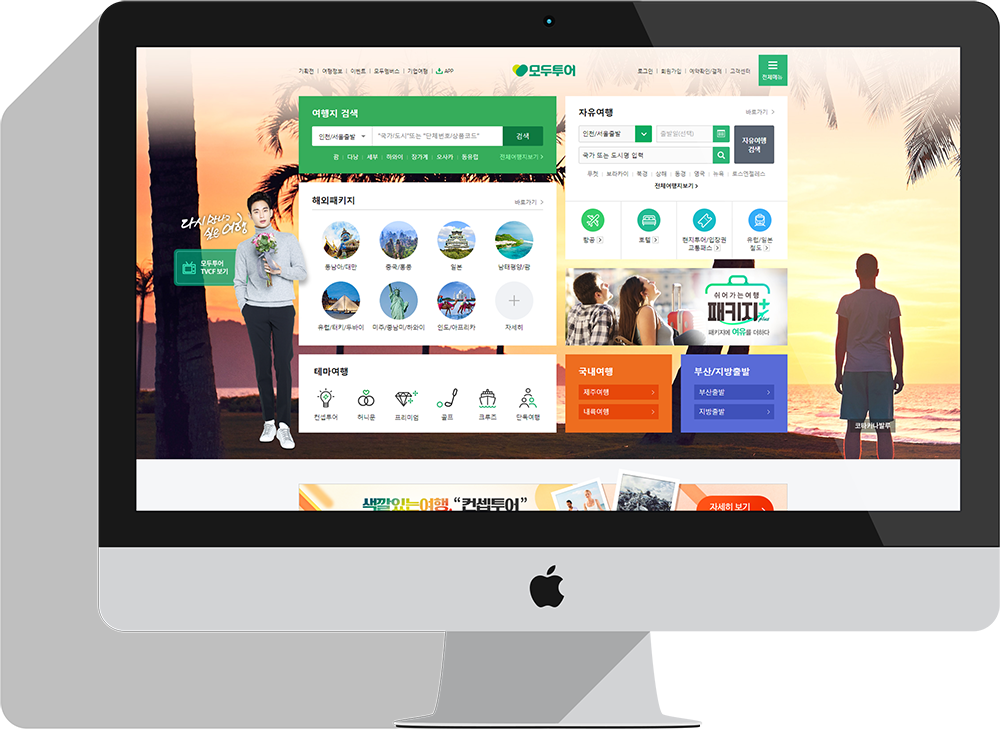 기획전 | 여행정보 | 이벤트 | 모두멤버스 | 기업여행 | APP
모두투어
로그인 | 회원가입 | 예약확인/결제 | 고객센터
전체메뉴
여행지 검색
인천/서울출발
"국가/도시"또는 "단체번호/상품코드"
검색
괌 | 다낭 | 세부 | 하와이 | 장가계 | 오사카 | 동유럽
전체여행지보기 >
자유여행
바로가기 >
인천/서울출발
출발일(선택)
국가 또는 도시명 입력
자유여행
검색
푸켓 | 보라카이 | 북경 | 상해 | 동경 | 영국 | 뉴욕 | 로스엔젤레스
전체여행지보기 >
해외패키지
바로가기 >
동남아/대만
중국/홍콩
일본
남태평양/괌
유럽/터키/두바이
미주/중남미/하와이
인도/아프리카
자세히
항공 >
호텔 >
현지투어/입장권
교통패스 >
유럽/일본
철도 >
다시 만나고
싶은 여행
모두투어
TVCF 보기
쉬어가는여행
패키지
패키지에 여유를 더하다
테마여행
컨셉투어
허니문
프리미엄
골프
크루즈
단독여행
국내여행
제주여행 >
내륙여행 >
부산/지방출발
부산출발 >
지방출발 >
코타키나발루
색깔있는여행, "컨셉투어"
자세히 보기